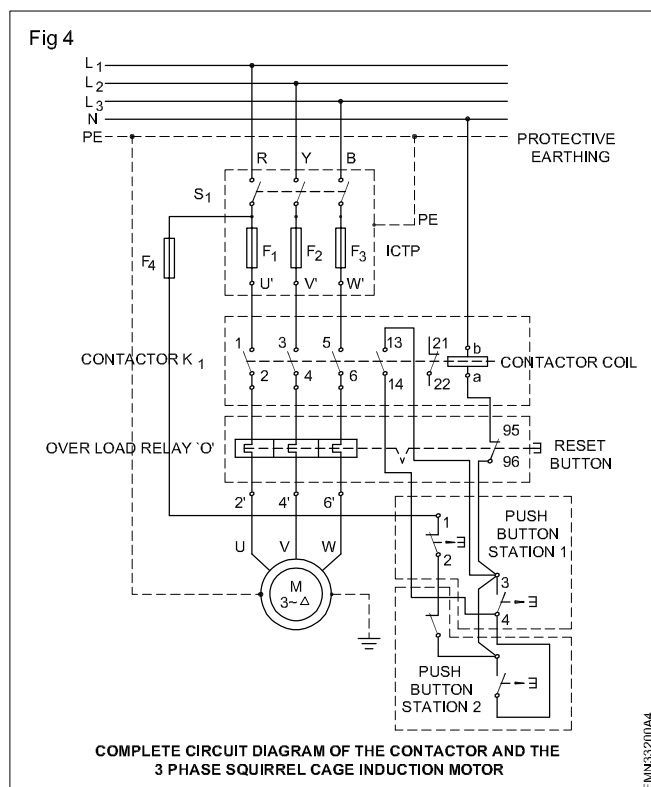 Fig 4
L1
L2
L3
N
PE
PROTECTIVE
EARTHING
R Y B
S1
PE
F4
F1 F2 F3
ICTP
U' V' W'
1 3 5 13 21 b
CONTACTOR K1
CONTACTOR COIL
2 4 6 14 22 a
95
OVER LOAD RELAY `O'
96
RESET
BUTTON
2' 4' 6'
1
PUSH
BUTTON
STATION 1
U V W
2
3
M
3~ Δ
4
PUSH
BUTTON
STATION 2
COMPLETE CIRCUIT DIAGRAM OF THE CONTACTOR AND THE
3 PHASE SQUIRREL CAGE INDUCTION MOTOR